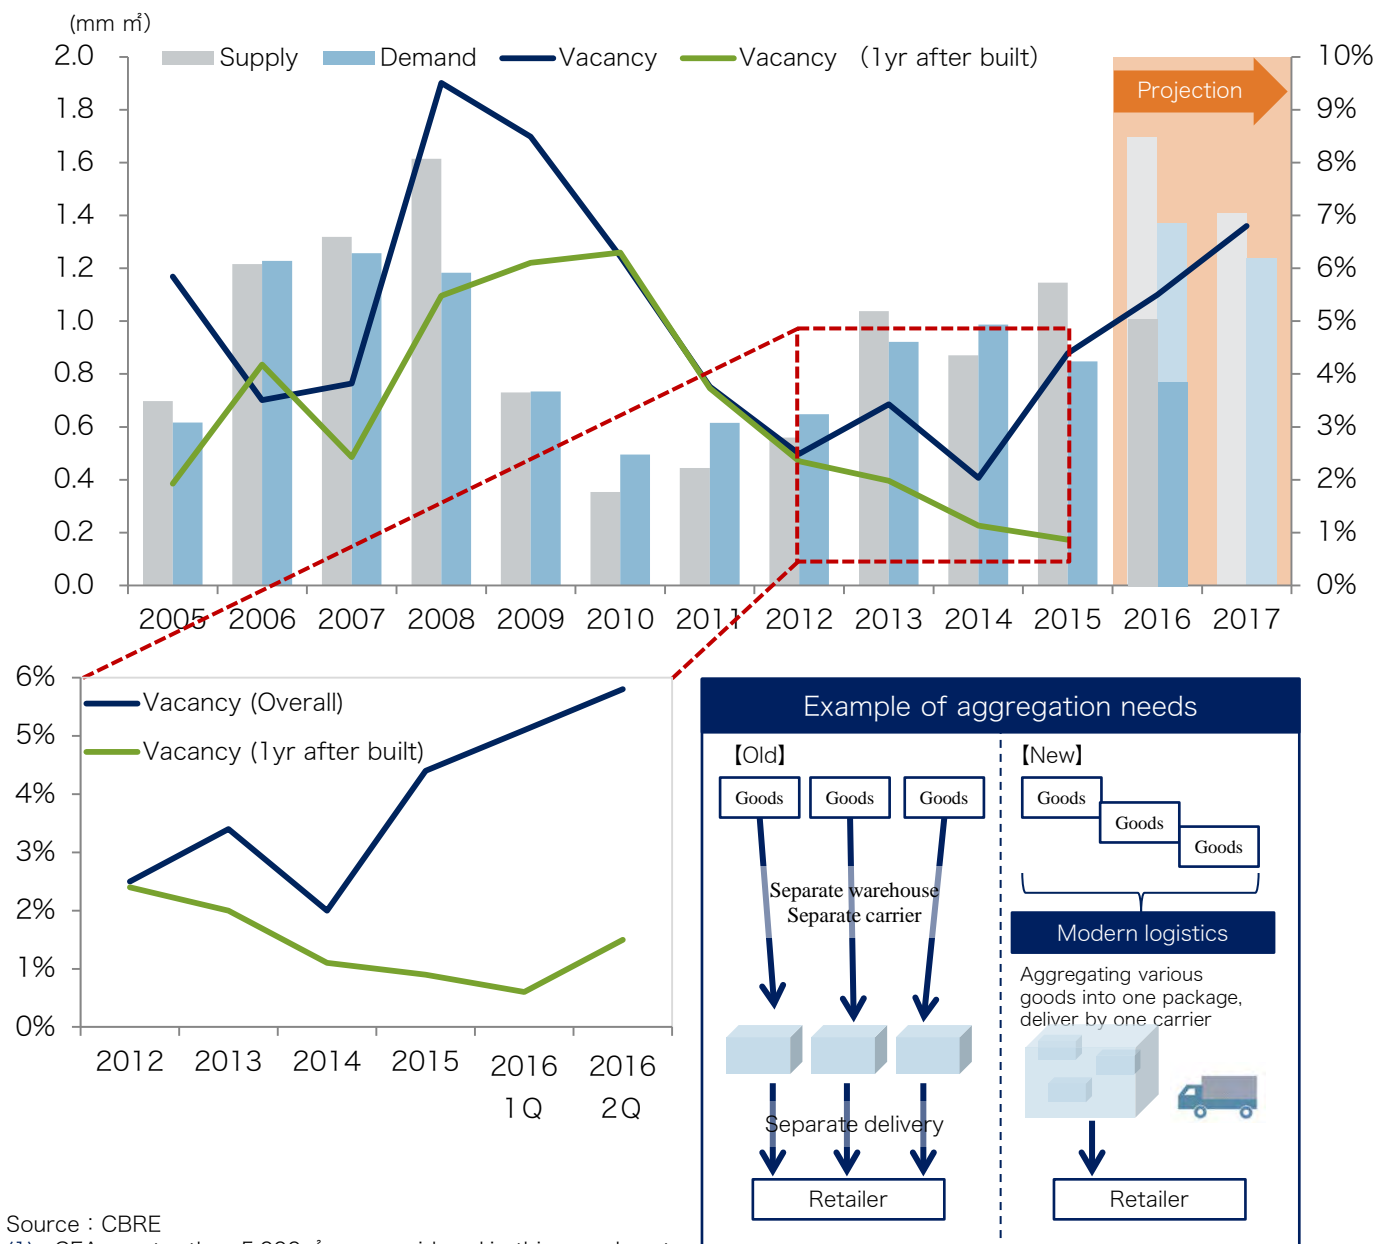 (mm ㎡)
Supply Demand Vacancy Vacancy （1yr after built）
Projection
2.0
1.8
1.6
1.4
1.2
1.0
0.8
0.6
0.4
0.2
0.0
10%
9%
8%
7%
6%
5%
4%
3%
2%
1%
0%
2005 2006 2007 2008 2009 2010 2011 2012 2013 2014 2015 2016 2017
6%
5%
4%
3%
2%
1%
0%
Vacancy (Overall)
Vacancy (1yr after built)
2012 2013 2014 2015 2016 2016
1Q 2Q
Example of aggregation needs
【Old】
Goods Goods Goods
Separate warehouse
Separate carrier
Separate delivery
Retailer
【New】
Goods
Goods
Goods
Modern logistics
Aggregating various
goods into one package,
deliver by one carrier
Retailer
Source：CBRE